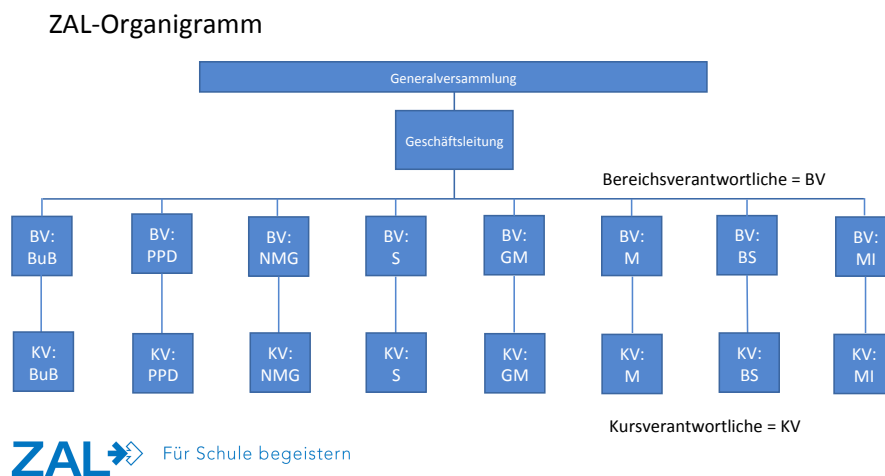 ZAL-Organigramm
Generalversammlung
Geschäftsleitung
Bereichsverantwortliche = BV
BV:
BuB
BV:
PPD
BV:
NMG
BV:
S
BV:
GM
BV:
M
BV:
BS
BV:
MI
KV:
BuB
KV:
PPD
KV:
NMG
KV:
S
KV:
GM
KV:
M
KV:
BS
KV:
MI
Kursverantwortliche = KV
ZAL Für Schule begeistern